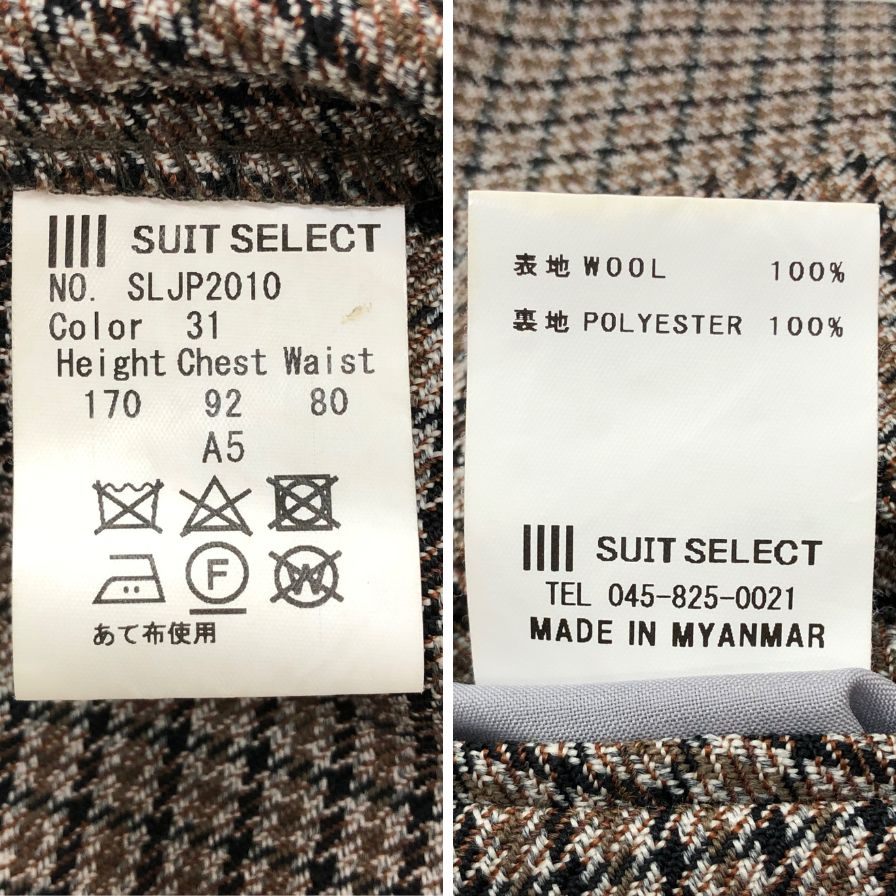 SUIT SELECT
NO. SLJP2010
Color 31
Height Chest Waist
170 92 80
A5
F W
あて布使用
表地 WOOL 100%
裏地 POLYESTER 100%
SUIT SELECT
TEL 045-825-0021
MADE IN MYANMAR